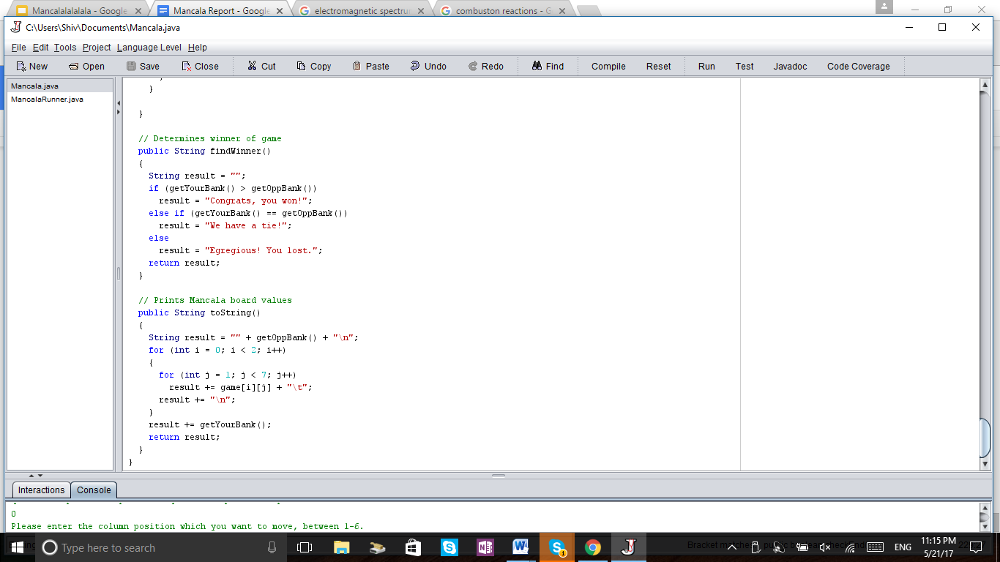 Mancalalalalala - Google
Mancala Report - Google
electromagnetic spectru
combuston reactions - G
C:\Users\Shiv\Documents\Mancala.java
File Edit Tools Project Language Level Help
New Open Save Close Cut Copy Paste Undo Redo Find Compile Reset Run Test Javadoc Code Coverage
Mancala.java
MancalaRunner.java
}
}
// Determines winner of game
public String findWinner()
{
String result = "";
if (getYourBank() > getOppBank())
result = "Congrats, you won!";
else if (getYourBank() == getOppBank())
result = "We have a tie!";
else
result = "Egregious! You lost.";
return result;
}
// Prints Mancala board values
public String toString()
{
String result = "" + getOppBank() + "\n";
for (int i = 0; i < 2; i++)
{
for (int j = 1; j < 7; j++)
result += game[i][j] + "\t";
result += "\n";
}
result += getYourBank();
return result;
}
}
Interactions Console
0
Please enter the column position which you want to move, between 1-6.
Type here to search
ENG
11:15 PM
5/21/17